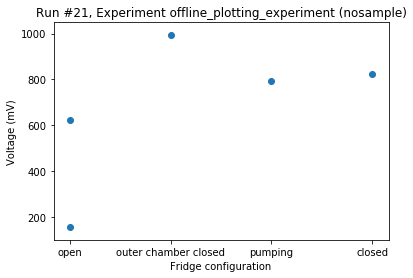 Run #21, Experiment offline_plotting_experiment (nosample)
1000
800
600
400
200
Voltage (mV)
open
outer chamber closed
pumping
closed
Fridge configuration